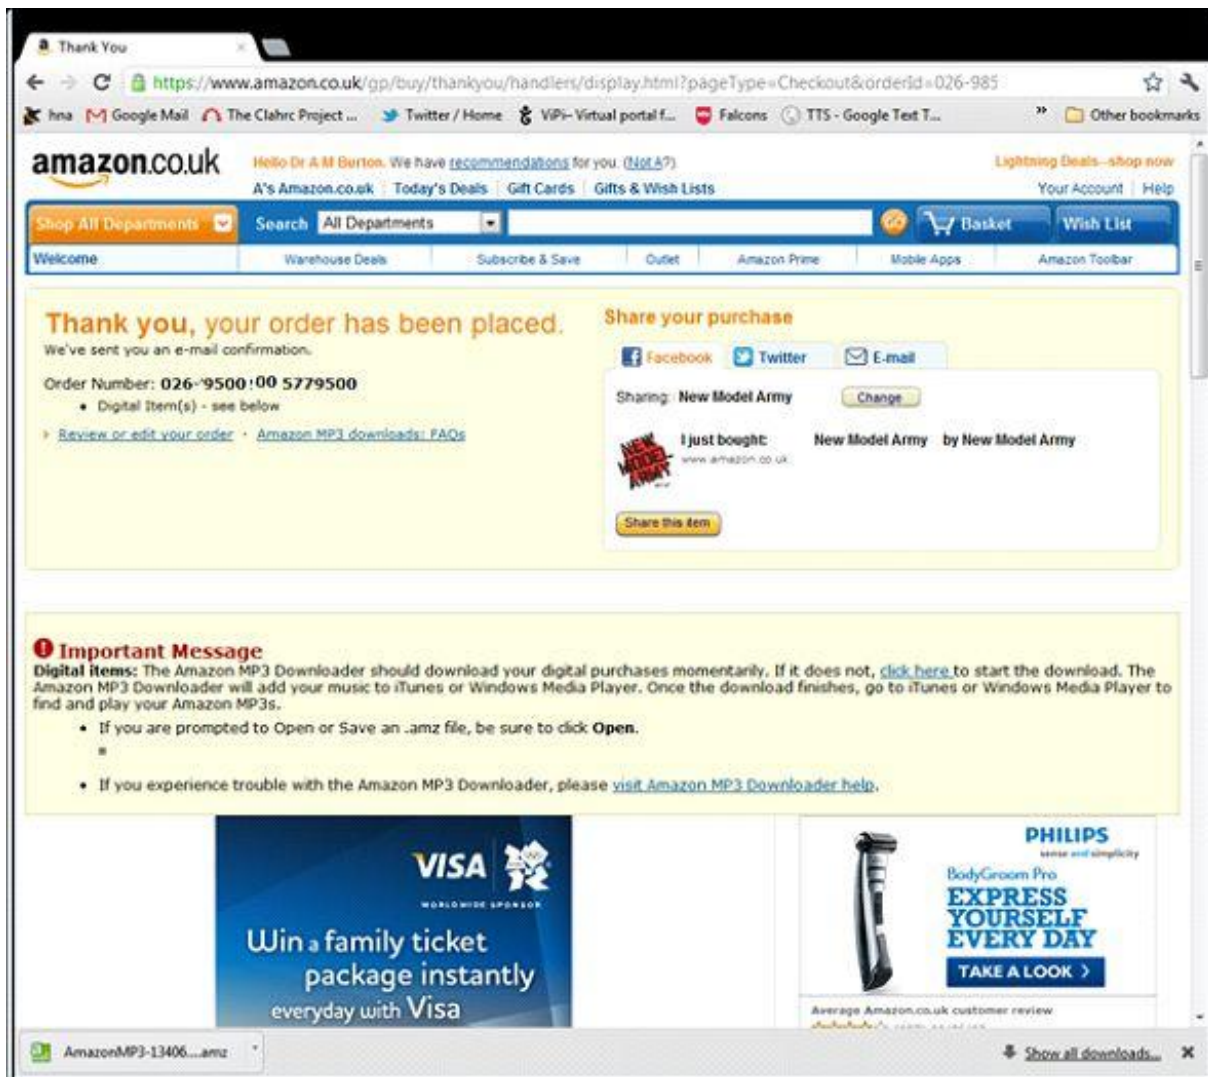 Thank You
https://www.amazon.co.uk/gp/buy/thankyou/handlers/display.html?pageType=Checkout&orderId=026-985
hna Google Mail The Clahrc Project ... Twitter / Home ViPi- Virtual portal f... Falcons TTS - Google Text T... » Other bookmarks
amazon.co.uk
Hello Dr A M Burton. We have recommendations for you. (Not A?)
Lightning Deals--shop now
A's Amazon.co.uk Today's Deals Gift Cards Gifts & Wish Lists
Your Account Help
Shop All Departments Search All Departments GO Basket Wish List
Welcome Warehouse Deals Subscribe & Save Outlet Amazon Prime Mobile Apps Amazon Toolbar
Thank you, your order has been placed.
We've sent you an e-mail confirmation.
Order Number: 026-'9500!00 5779500
• Digital Item(s) - see below
Review or edit your order • Amazon MP3 downloads: FAQs
Share your purchase
Facebook Twitter E-mail
Sharing: New Model Army Change
NEW MODEL ARMY
I just bought: New Model Army by New Model Army
www.amazon.co.uk
Share this item
Important Message
Digital items: The Amazon MP3 Downloader should download your digital purchases momentarily. If it does not, click here to start the download. The
Amazon MP3 Downloader will add your music to iTunes or Windows Media Player. Once the download finishes, go to iTunes or Windows Media Player to
find and play your Amazon MP3s.
• If you are prompted to Open or Save an .amz file, be sure to click Open.
• If you experience trouble with the Amazon MP3 Downloader, please visit Amazon MP3 Downloader help.
VISA
WORLDWIDE SPONSOR
Win a family ticket
package instantly
everyday with Visa
PHILIPS
sense and simplicity
BodyGroom Pro
EXPRESS
YOURSELF
EVERY DAY
TAKE A LOOK >
Average Amazon.co.uk customer review
AmazonMP3-13406....amz
Show all downloads...